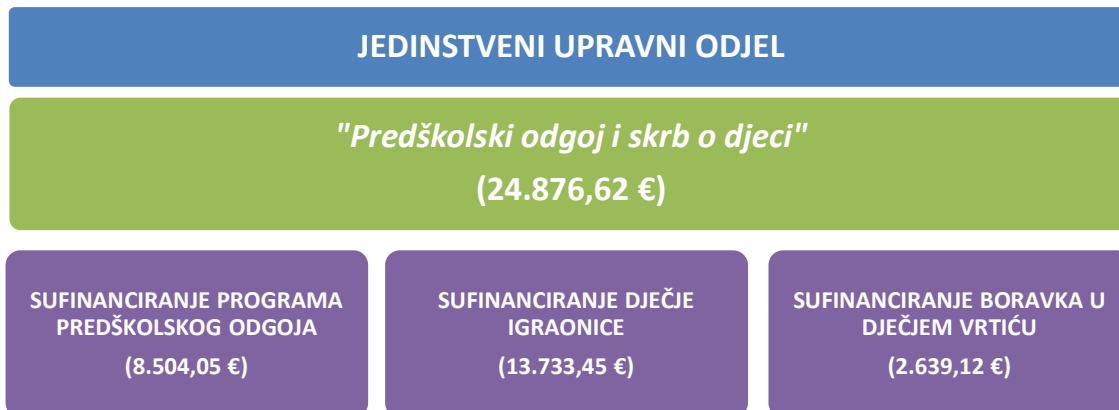 JEDINSTVENI UPRAVNI ODJEL
"Predškolski odgoj i skrb o djeci"
(24.876,62 €)
SUFINANCIRANJE PROGRAMA
PREDŠKOLSKOG ODGOJA
(8.504,05 €)
SUFINANCIRANJE DJEČJE
IGRAONICE
(13.733,45 €)
SUFINANCIRANJE BORAVKA U
DJEČJEM VRTIĆU
(2.639,12 €)